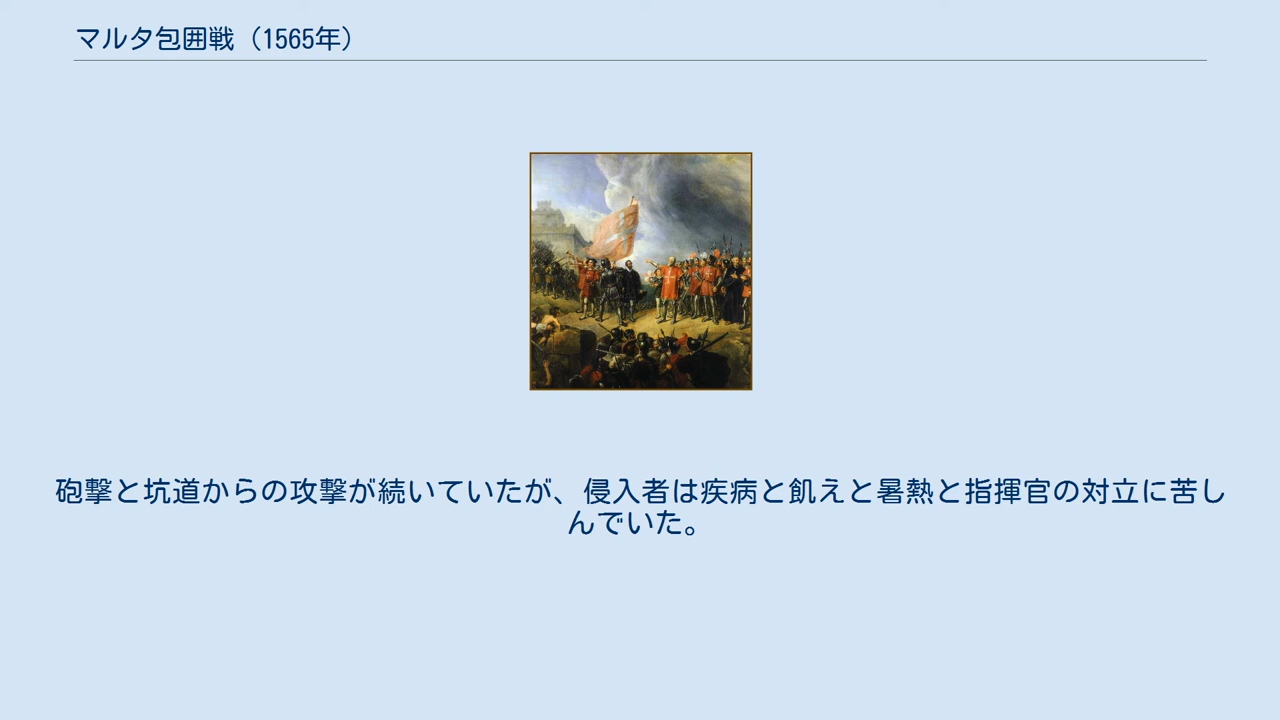 マルタ包囲戦（1565年）
砲撃と坑道からの攻撃が続いていたが、侵入者は疾病と飢えと暑熱と指揮官の対立に苦し
んでいた。